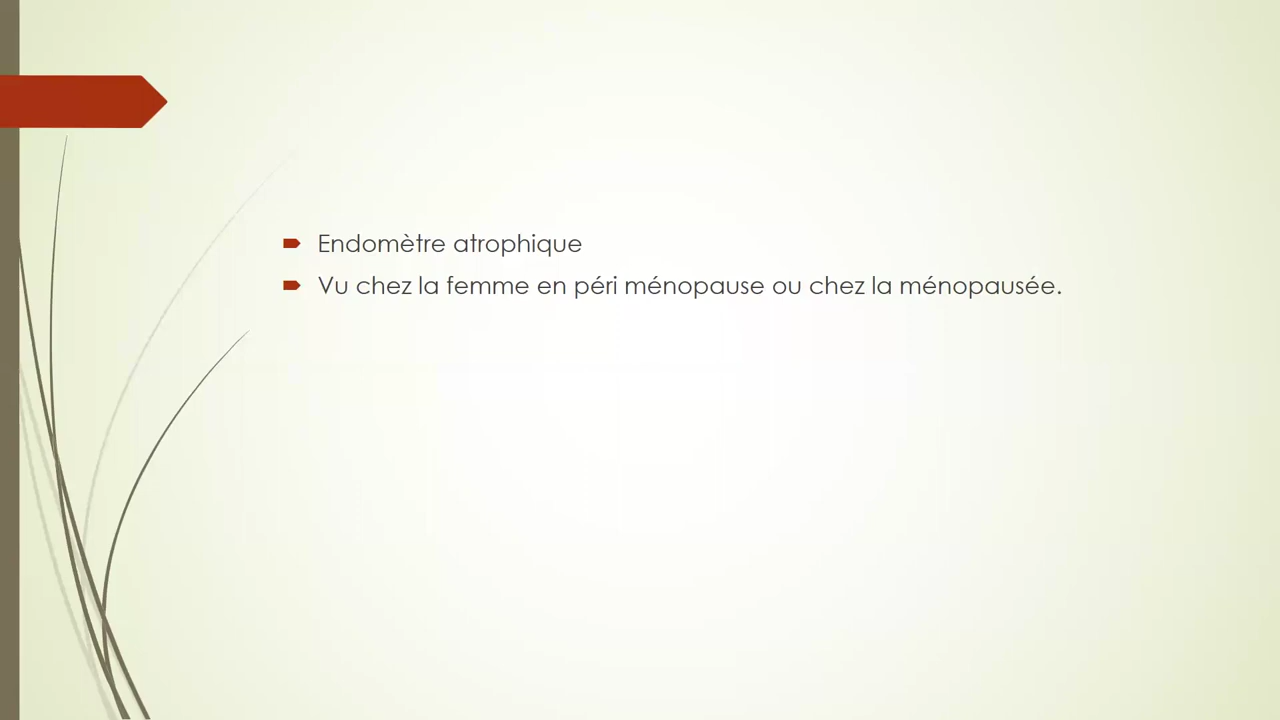 Endomètre atrophique
Vu chez la femme en péri ménopause ou chez la ménopausée.